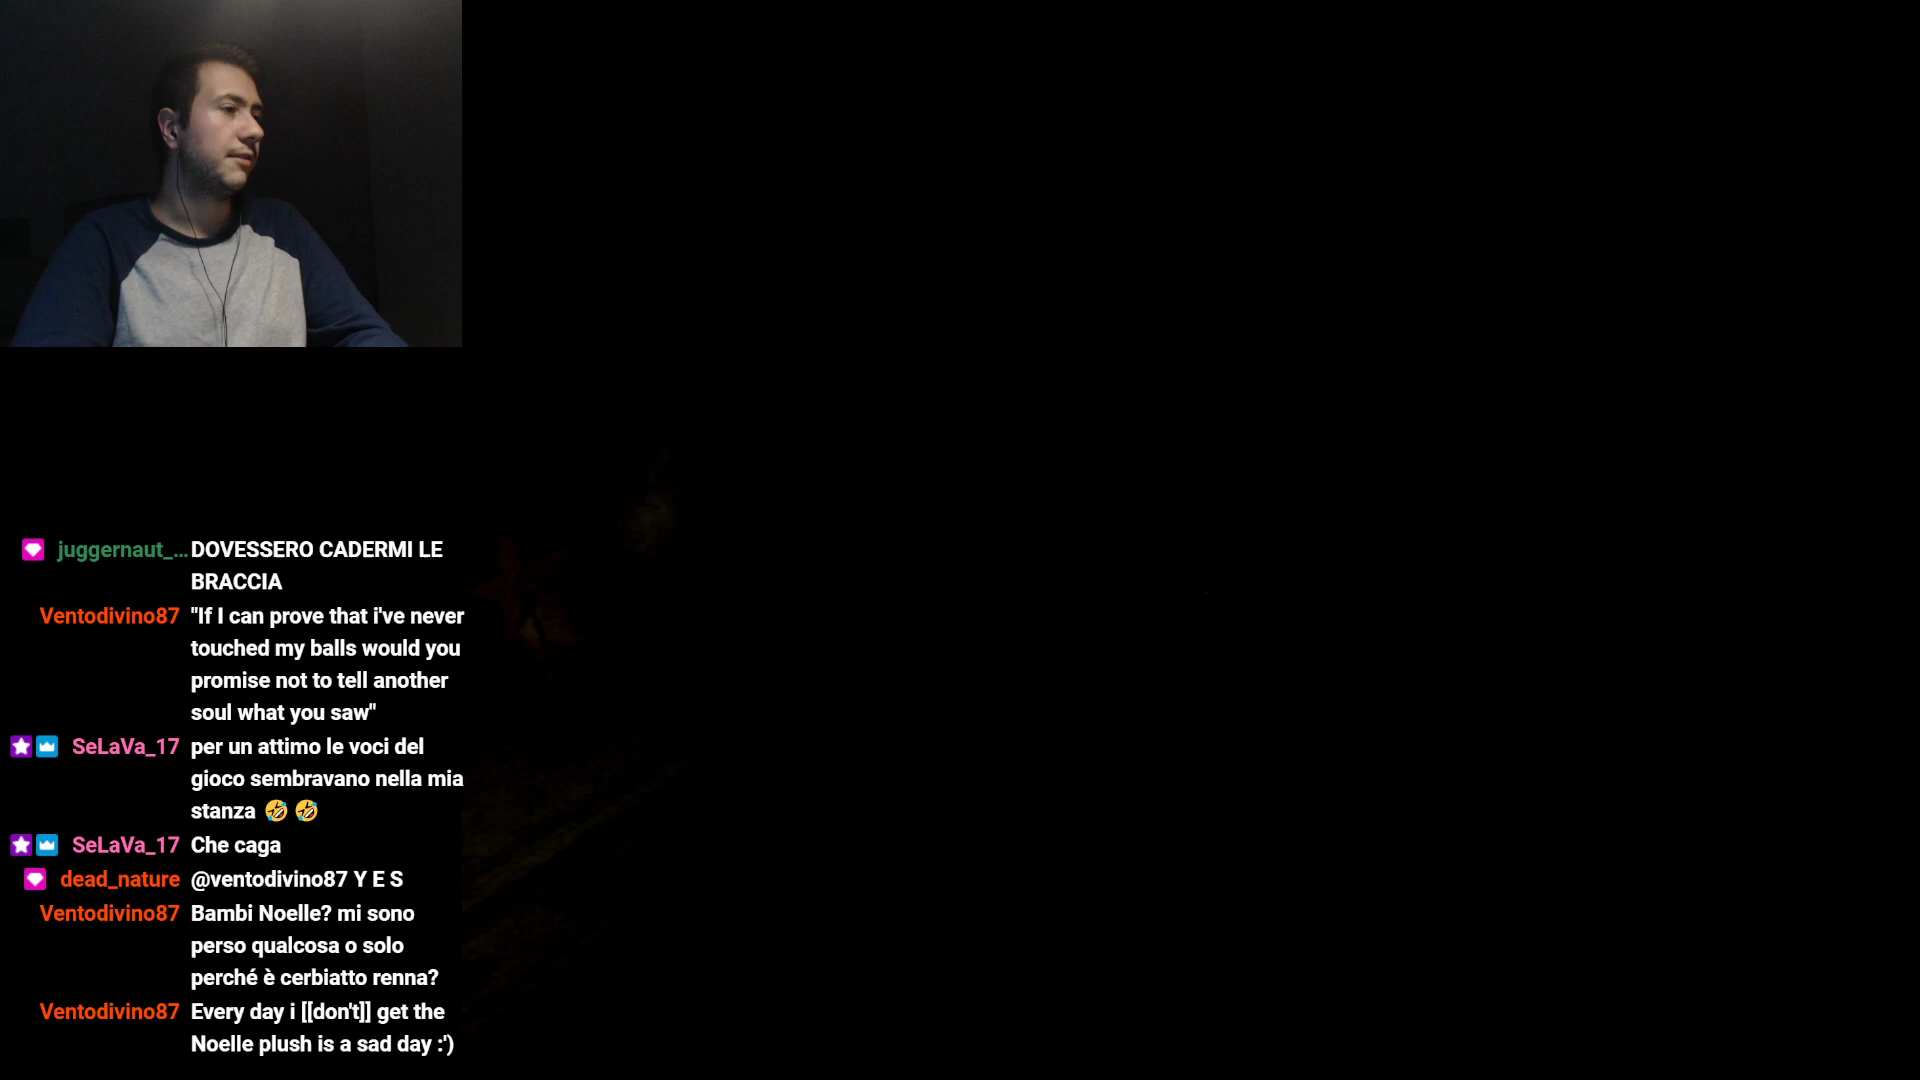 juggernaut_... DOVESSERO CADERMI LE
BRACCIA
Ventodivino87 "If I can prove that i've never
touched my balls would you
promise not to tell another
soul what you saw"
SeLaVa_17 per un attimo le voci del
gioco sembravano nella mia
stanza 🤣 🤣
SeLaVa_17 Che caga
dead_nature @ventodivino87 Y E S
Ventodivino87 Bambi Noelle? mi sono
perso qualcosa o solo
perché è cerbiatto renna?
Ventodivino87 Every day i [[don't]] get the
Noelle plush is a sad day :')